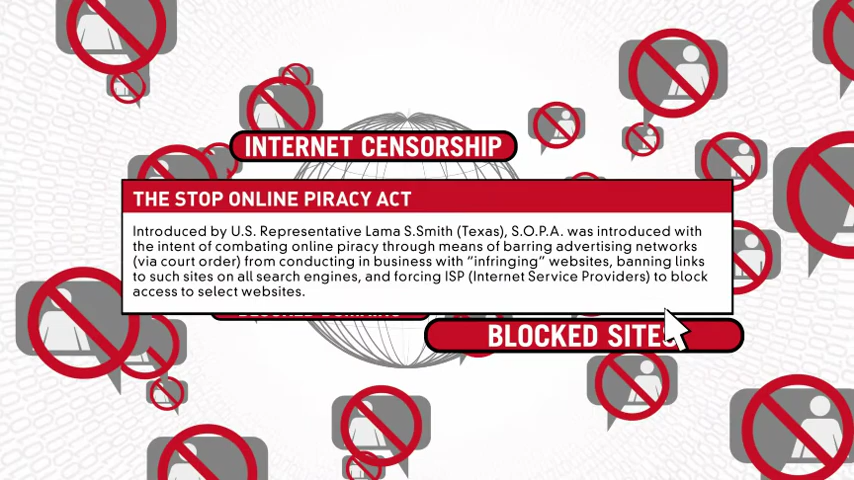 INTERNET CENSORSHIP
THE STOP ONLINE PIRACY ACT
Introduced by U.S. Representative Lama S.Smith (Texas), S.O.P.A. was introduced with
the intent of combating online piracy through means of barring advertising networks
(via court order) from conducting in business with “infringing” websites, banning links
to such sites on all search engines, and forcing ISP (Internet Service Providers) to block
access to select websites.
BLOCKED SITES